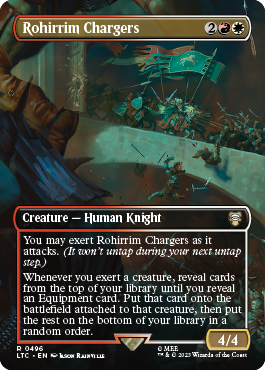 Rohirrim Chargers 2
Creature — Human Knight
You may exert Rohirrim Chargers as it
attacks. (It won't untap during your next untap
step.)
Whenever you exert a creature, reveal cards
from the top of your library until you reveal
an Equipment card. Put that card onto the
battlefield attached to that creature, then put
the rest on the bottom of your library in a
random order.
4/4
R 0496
LTC • EN Jason Rainville
© MEE
™ & © 2023 Wizards of the Coast